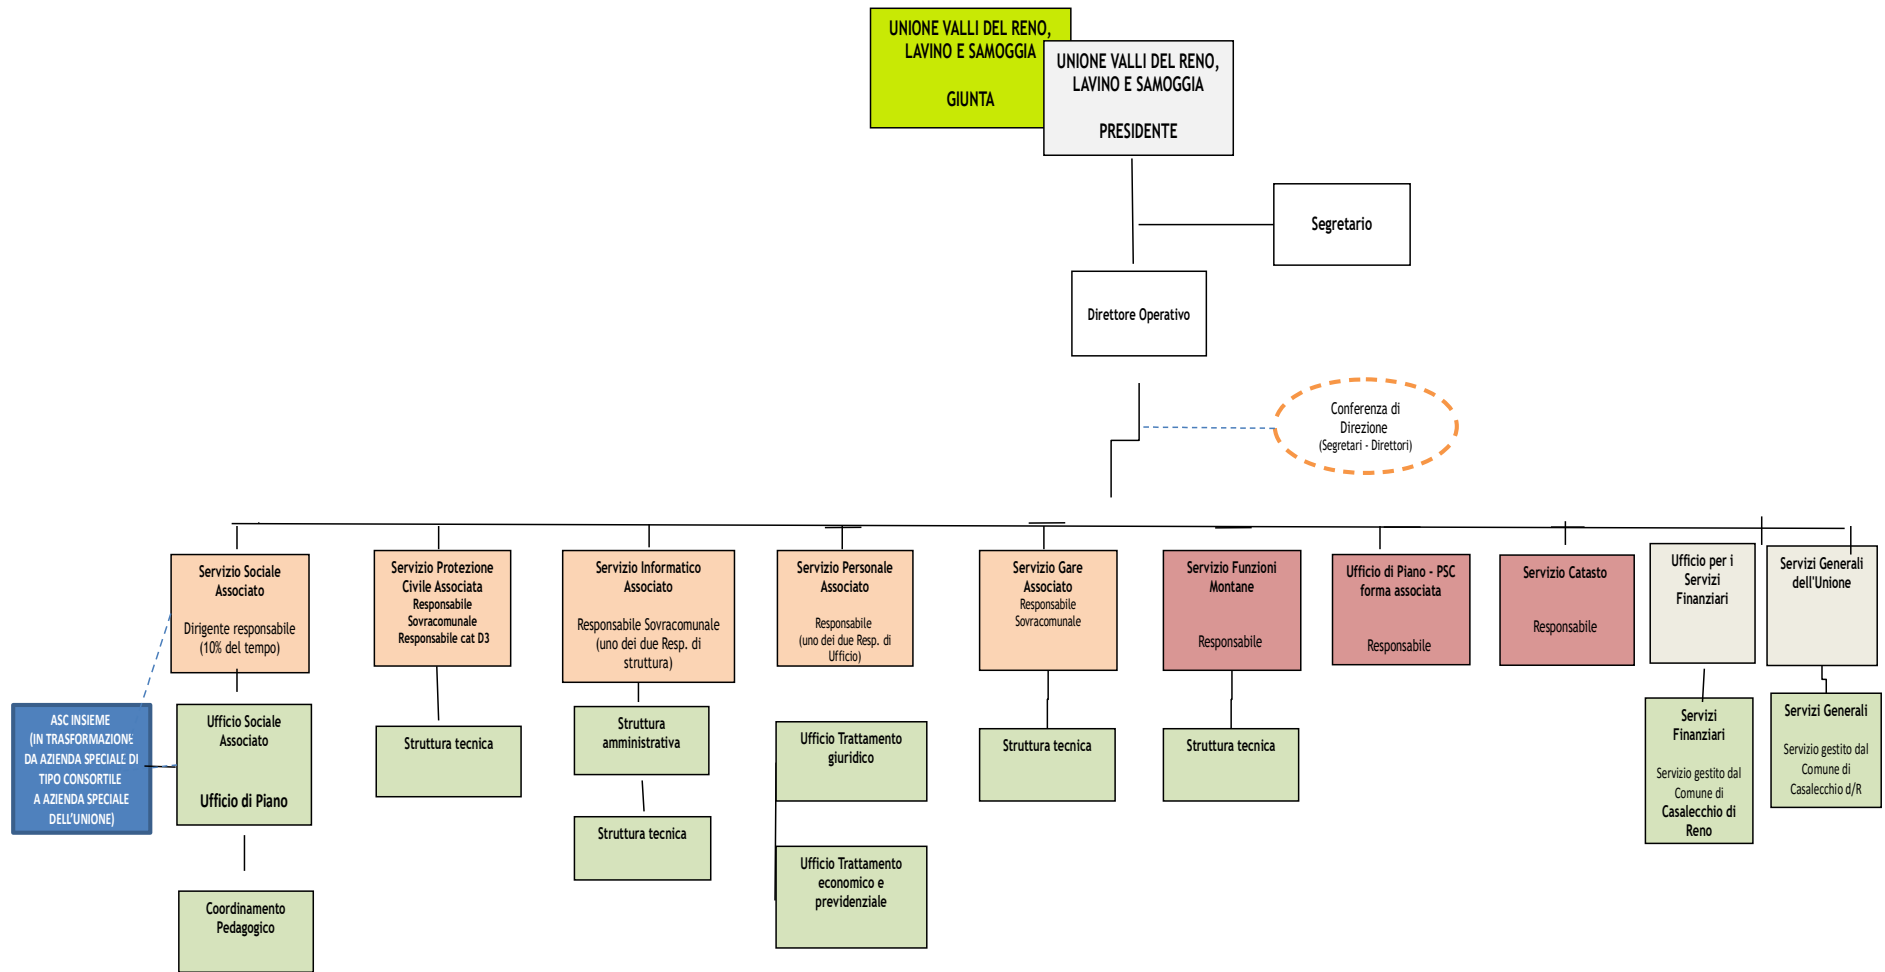 UNIONE VALLI DEL RENO,
LAVINO E SAMOGGIA
GIUNTA
UNIONE VALLI DEL RENO,
LAVINO E SAMOGGIA
PRESIDENTE
Segretario
Direttore Operativo
Conferenza di
Direzione
(Segretari - Direttori)
Servizio Sociale
Associato
Dirigente responsabile
(10% del tempo)
Servizio Protezione
Civile Associata
Responsabile
Sovracomunale
Responsabile cat D3
Servizio Informatico
Associato
Responsabile Sovracomunale
(uno dei due Resp. di
struttura)
Servizio Personale
Associato
Responsabile
(uno dei due Resp. di
Ufficio)
Servizio Gare
Associato
Responsabile
Sovracomunale
Servizio Funzioni
Montane
Responsabile
Ufficio di Piano - PSC
forma associata
Responsabile
Servizio Catasto
Responsabile
Ufficio per i
Servizi
Finanziari
Servizi Generali
dell'Unione
ASC INSIEME
(IN TRASFORMAZIONE
DA AZIENDA SPECIALE DI
TIPO CONSORTILE
A AZIENDA SPECIALE
DELL'UNIONE)
Ufficio Sociale
Associato
Ufficio di Piano
Coordinamento
Pedagogico
Struttura tecnica
Struttura
amministrativa
Struttura tecnica
Ufficio Trattamento
giuridico
Ufficio Trattamento
economico e
previdenziale
Struttura tecnica
Struttura tecnica
Servizi
Finanziari
Servizio gestito dal
Comune di
Casalecchio di
Reno
Servizi Generali
Servizio gestito dal
Comune di
Casalecchio d/R